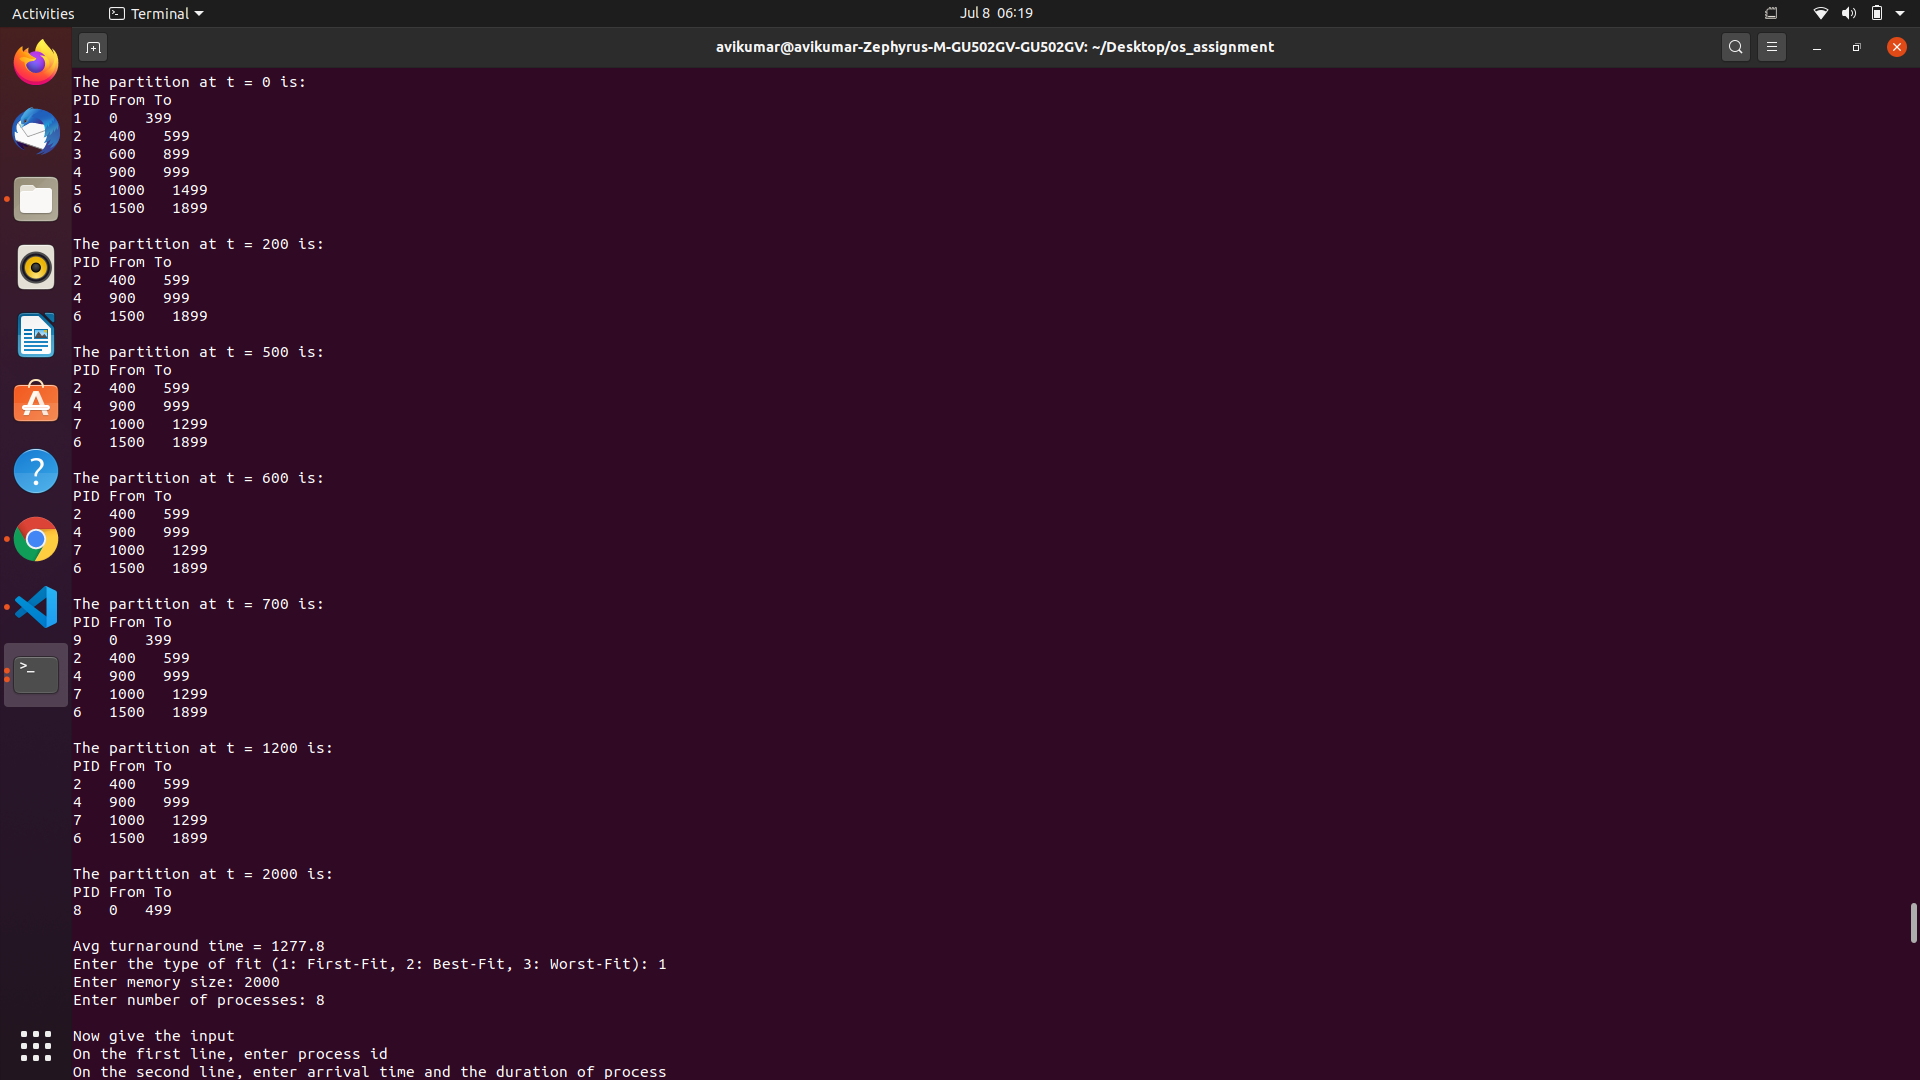 Activities
Terminal
Jul 8 06:19
avikumar@avikumar-Zephyrus-M-GU502GV-GU502GV: ~/Desktop/os_assignment
The partition at t = 0 is:
PID From To
1 0 399
2 400 599
3 600 899
4 900 999
5 1000 1499
6 1500 1899
The partition at t = 200 is:
PID From To
2 400 599
4 900 999
6 1500 1899
The partition at t = 500 is:
PID From To
2 400 599
4 900 999
7 1000 1299
6 1500 1899
The partition at t = 600 is:
PID From To
2 400 599
4 900 999
7 1000 1299
6 1500 1899
The partition at t = 700 is:
PID From To
9 0 399
2 400 599
4 900 999
7 1000 1299
6 1500 1899
The partition at t = 1200 is:
PID From To
2 400 599
4 900 999
7 1000 1299
6 1500 1899
The partition at t = 2000 is:
PID From To
8 0 499
Avg turnaround time = 1277.8
Enter the type of fit (1: First-Fit, 2: Best-Fit, 3: Worst-Fit): 1
Enter memory size: 2000
Enter number of processes: 8
Now give the input
On the first line, enter process id
On the second line, enter arrival time and the duration of process